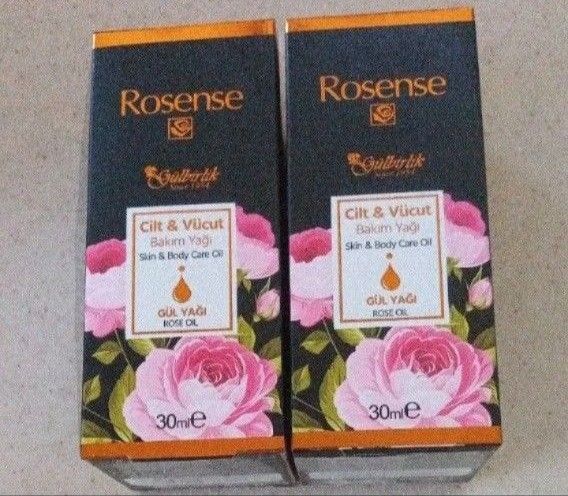 Rosense
Gülbirlik
Cilt & Vücut
Bakım Yağı
Skin & Body Care Oil
GÜL YAĞI
ROSE OIL
30ml℮
Rosense
Gülbirlik
Cilt & Vücut
Bakım Yağı
Skin & Body Care Oil
GÜL YAĞI
ROSE OIL
30ml℮